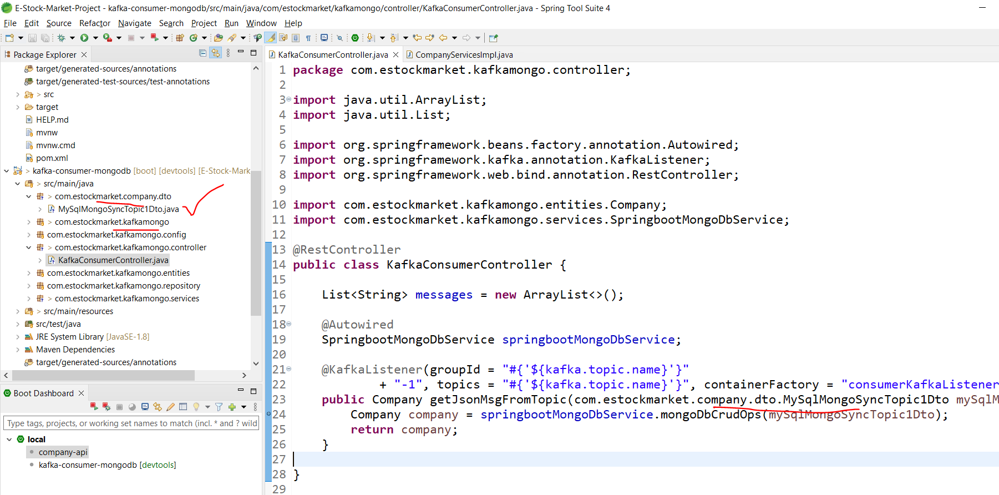 E-Stock-Market-Project - kafka-consumer-mongodb/src/main/java/com/estockmarket/kafkamongo/controller/KafkaConsumerController.java - Spring Tool Suite 4
File Edit Source Refactor Navigate Search Project Run Window Help
Package Explorer
target/generated-sources/annotations
target/generated-test-sources/test-annotations
> src
target
HELP.md
mvnw
mvnw.cmd
pom.xml
> kafka-consumer-mongodb [boot] [devtools] [E-Stock-Mark
> src/main/java
> com.estockmarket.company.dto
MySqlMongoSyncTopic1Dto.java
> com.estockmarket.kafkamongo
com.estockmarket.kafkamongo.config
> com.estockmarket.kafkamongo.controller
KafkaConsumerController.java
com.estockmarket.kafkamongo.entities
com.estockmarket.kafkamongo.repository
> com.estockmarket.kafkamongo.services
> src/main/resources
src/test/java
JRE System Library [JavaSE-1.8]
Maven Dependencies
target/generated-sources/annotations
Boot Dashboard
Type tags, projects, or working set names to match (incl. * and ? wild
local
company-api
kafka-consumer-mongodb [devtools]
KafkaConsumerController.java CompanyServicesImpl.java
1 package com.estockmarket.kafkamongo.controller;
2
3 import java.util.ArrayList;
4 import java.util.List;
5
6 import org.springframework.beans.factory.annotation.Autowired;
7 import org.springframework.kafka.annotation.KafkaListener;
8 import org.springframework.web.bind.annotation.RestController;
9
10 import com.estockmarket.kafkamongo.entities.Company;
11 import com.estockmarket.kafkamongo.services.SpringbootMongoDbService;
12
13 @RestController
14 public class KafkaConsumerController {
15
16 List<String> messages = new ArrayList<>();
17
18 @Autowired
19 SpringbootMongoDbService springbootMongoDbService;
20
21 @KafkaListener(groupId = "#{'${kafka.topic.name}'}"
22 + "-1", topics = "#{'${kafka.topic.name}'}", containerFactory = "consumerKafkaListener
23 public Company getJsonMsgFromTopic(com.estockmarket.company.dto.MySqlMongoSyncTopic1Dto mySqlM
24 Company company = springbootMongoDbService.mongoDbCrudOps(mySqlMongoSyncTopic1Dto);
25 return company;
26 }
27
28 }
29